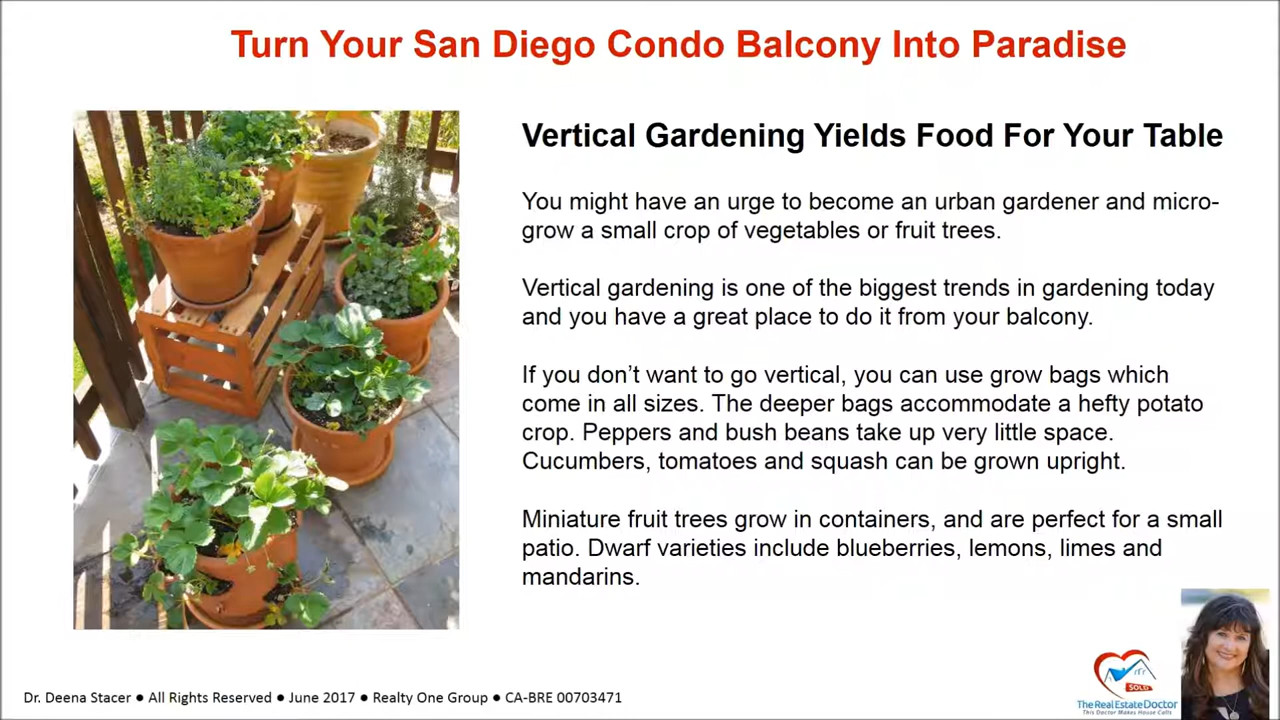 Turn Your San Diego Condo Balcony Into Paradise
Vertical Gardening Yields Food For Your Table
You might have an urge to become an urban gardener and micro-
grow a small crop of vegetables or fruit trees.
Vertical gardening is one of the biggest trends in gardening today
and you have a great place to do it from your balcony.
If you don’t want to go vertical, you can use grow bags which
come in all sizes. The deeper bags accommodate a hefty potato
crop. Peppers and bush beans take up very little space.
Cucumbers, tomatoes and squash can be grown upright.
Miniature fruit trees grow in containers, and are perfect for a small
patio. Dwarf varieties include blueberries, lemons, limes and
mandarins.
SOLD
TheRealEstateDoctor
This Doctor Makes House Calls
Dr. Deena Stacer ● All Rights Reserved ● June 2017 ● Realty One Group ● CA-BRE 00703471